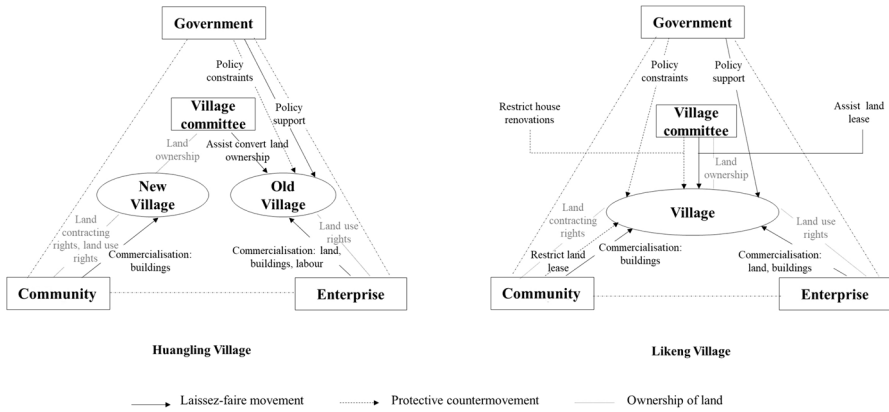 Government
Policy
constraints
Policy
support
Village
committee
Land
ownership
Assist convert land
ownership
New
Village
Old
Village
Land
contracting
rights, land use
rights
Commercialisation:
buildings
Commercialisation: land,
buildings, labour
Land use
rights
Community
Enterprise
Huangling Village
Government
Policy
constraints
Policy
support
Restrict house
renovations
Village
committee
Assist land
lease
Land
ownership
Village
Land
contracting
rights
Restrict land
lease
Commercialisation:
buildings
Land use
rights
Commercialisation:
land, buildings
Community
Enterprise
Likeng Village
Laissez-faire movement
Protective countermovement
Ownership of land